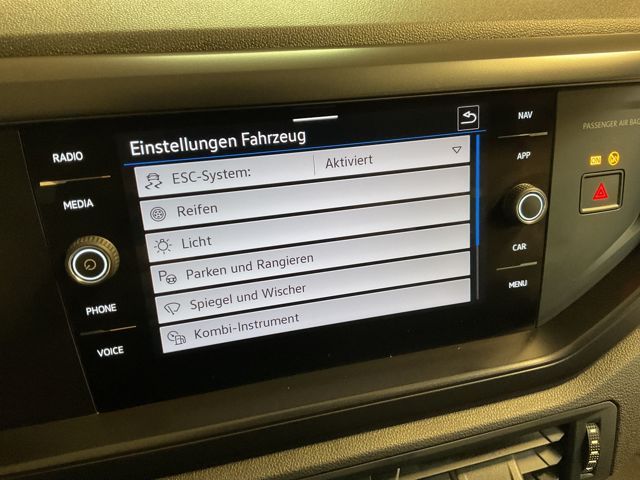 PASSENGER AIR BAG
ON
RADIO
MEDIA
PHONE
VOICE
Einstellungen Fahrzeug
ESC-System: Aktiviert
Reifen
Licht
Parken und Rangieren
Spiegel und Wischer
Kombi-Instrument
NAV
APP
CAR
MENU